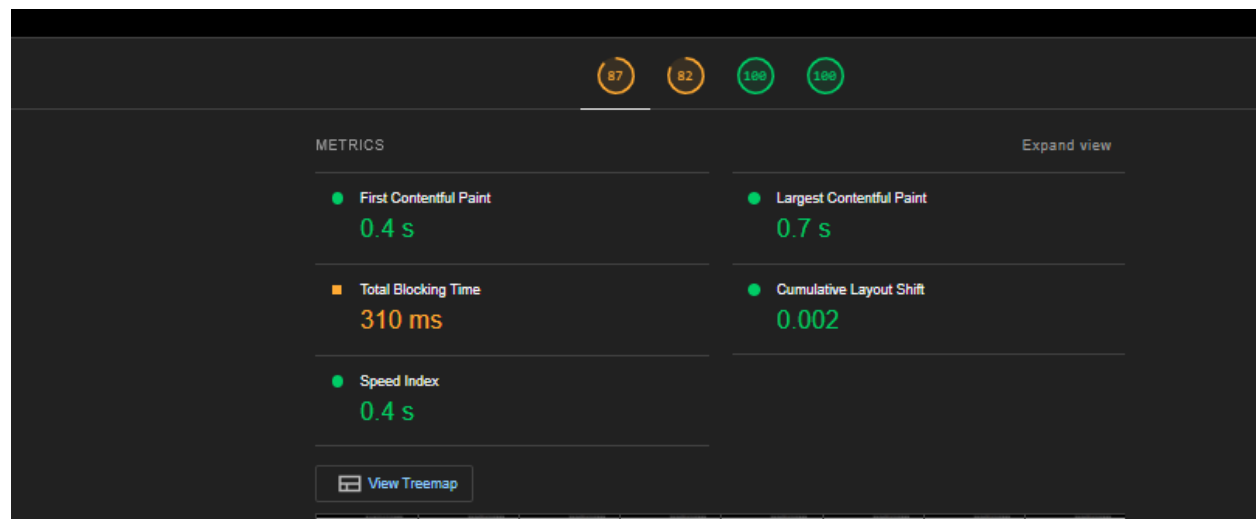 87 82 100 100
METRICS Expand view
First Contentful Paint
0.4 s
Largest Contentful Paint
0.7 s
Total Blocking Time
310 ms
Cumulative Layout Shift
0.002
Speed Index
0.4 s
View Treemap